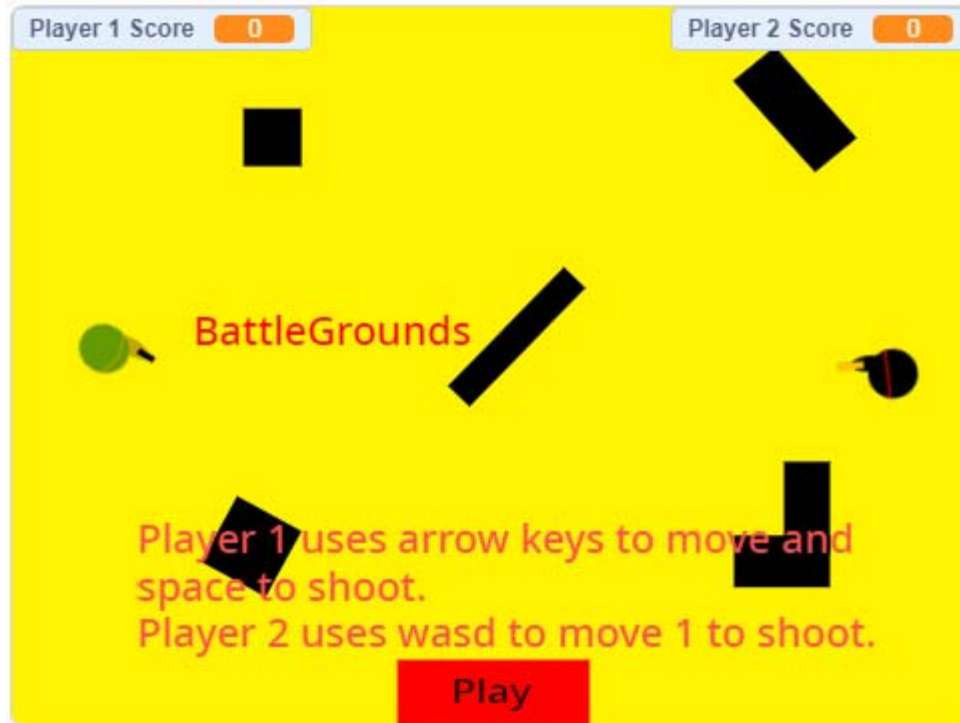 Player 1 Score 0
Player 2 Score 0
BattleGrounds
Player 1 uses arrow keys to move and
space to shoot.
Player 2 uses wasd to move 1 to shoot.
Play